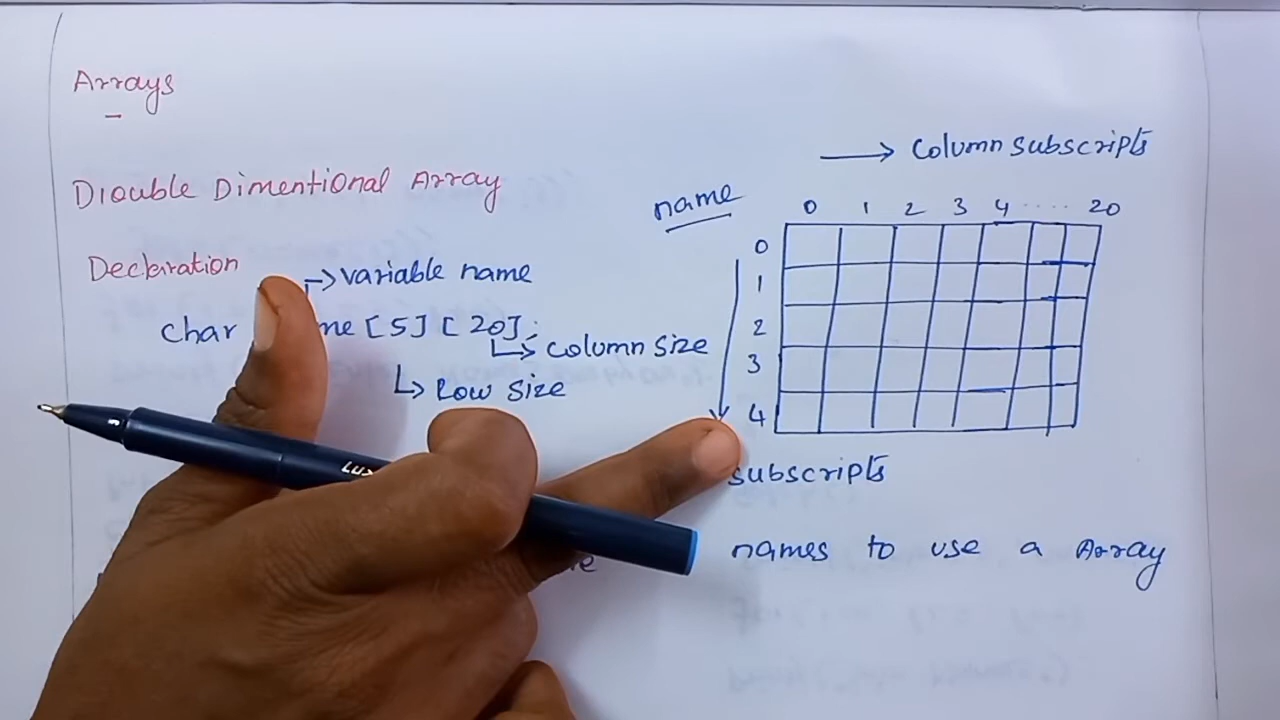 Arrays
Diouble Dimentional Array
Declaration
variable name
char me [5] [20];
column size
Row size
column subscripts
name
0 1 2 3 4 ..... 20
0
1
2
3
4
subscripts
names to use a Array